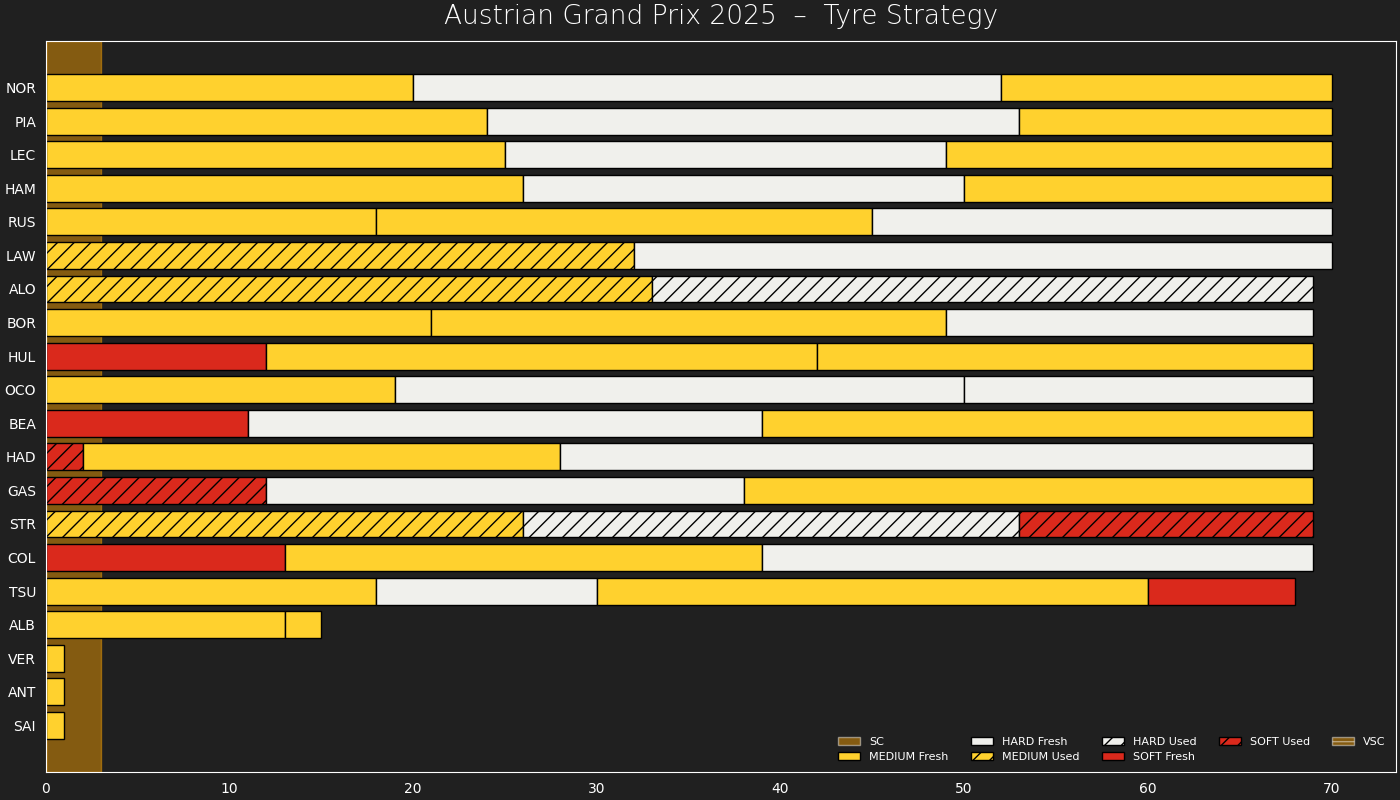 Austrian Grand Prix 2025 – Tyre Strategy
NOR
PIA
LEC
HAM
RUS
LAW
ALO
BOR
HUL
OCO
BEA
HAD
GAS
STR
COL
TSU
ALB
VER
ANT
SAI
SC HARD Fresh HARD Used SOFT Used VSC
MEDIUM Fresh MEDIUM Used SOFT Fresh
0 10 20 30 40 50 60 70